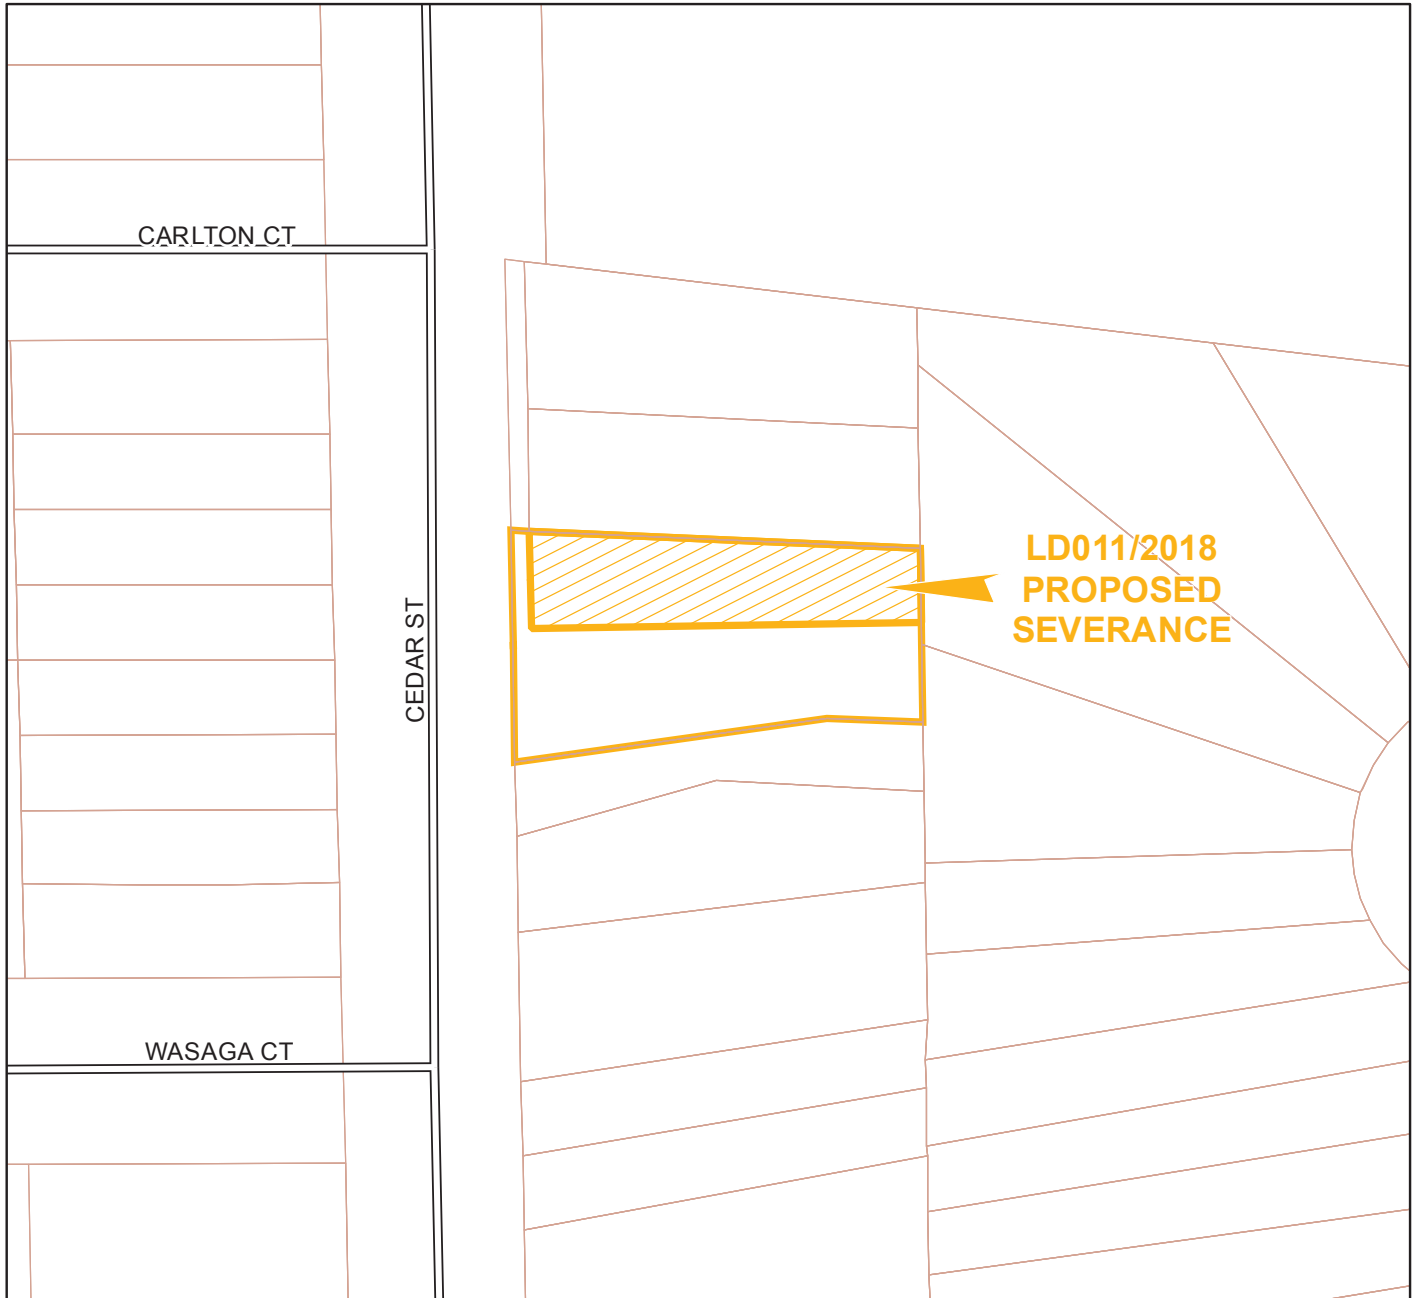 CARLTON CT
LD011/2018
PROPOSED
SEVERANCE
CEDAR ST
WASAGA CT